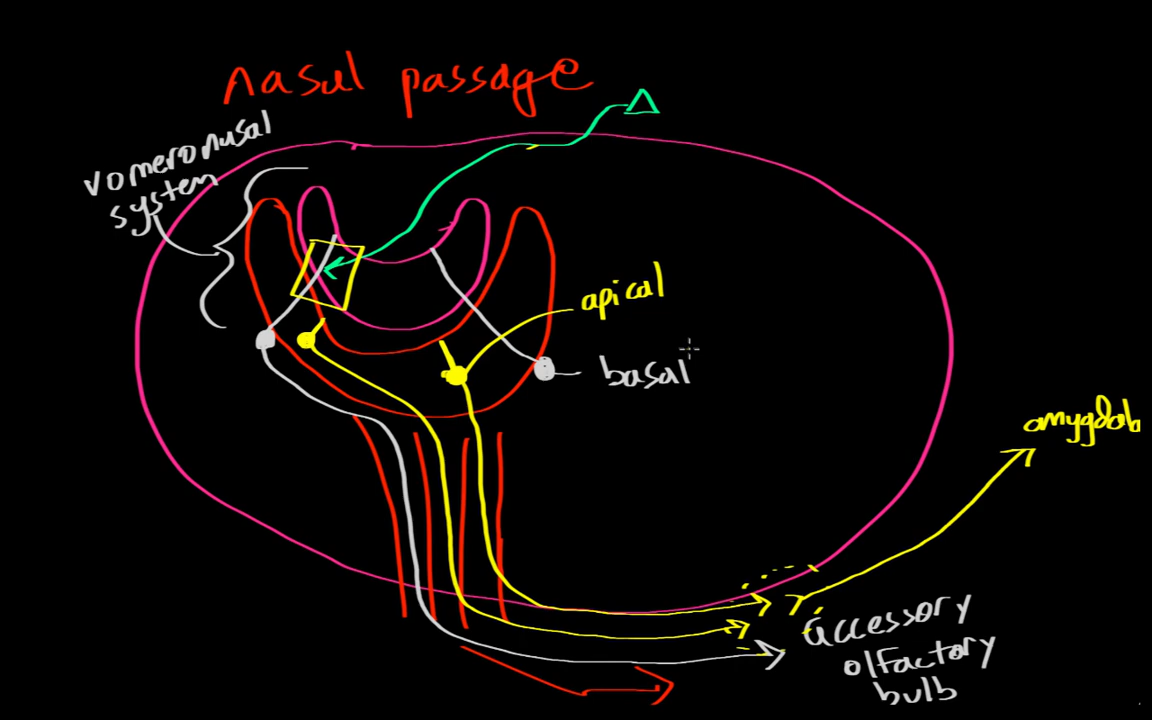 nasal passage
vomeronasal
system
apical
basal
amygdala
accessory
olfactory
bulb